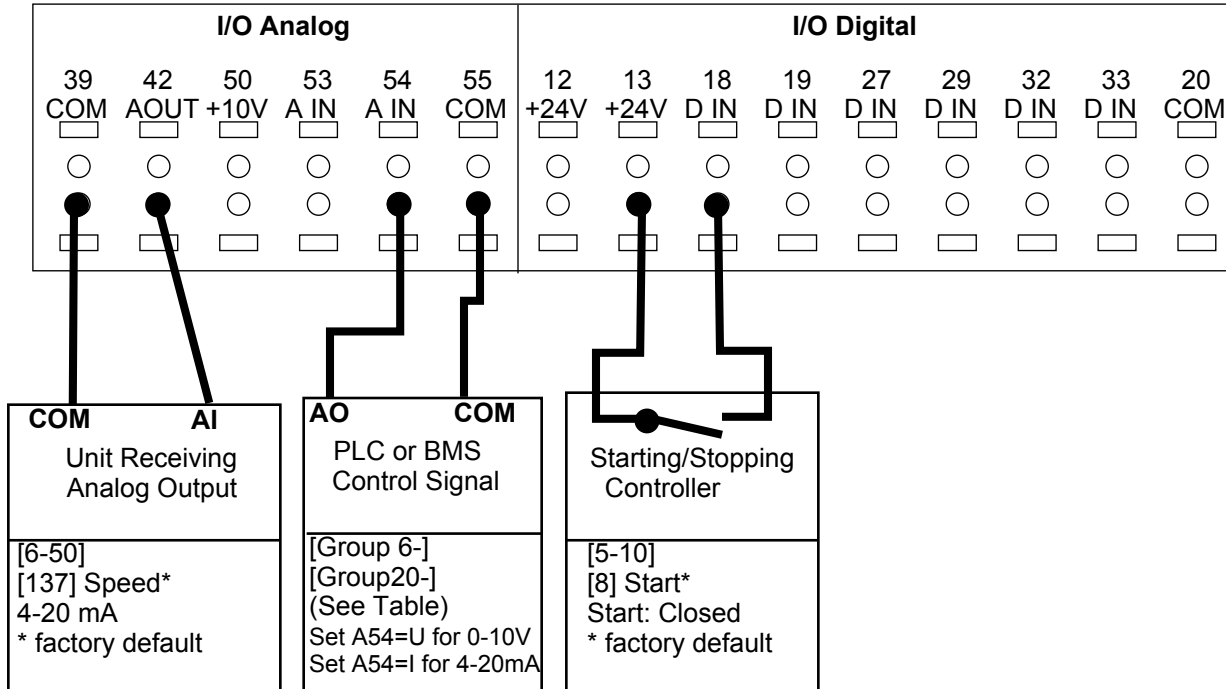 I/O Analog I/O Digital
39 42 50 53 54 55 12 13 18 19 27 29 32 33 20
COM AOUT +10V A IN A IN COM +24V +24V D IN D IN D IN D IN D IN D IN COM
COM AI
Unit Receiving
Analog Output
[6-50]
[137] Speed*
4-20 mA
* factory default
AO COM
PLC or BMS
Control Signal
[Group 6-]
[Group20-]
(See Table)
Set A54=U for 0-10V
Set A54=I for 4-20mA
Starting/Stopping
Controller
[5-10]
[8] Start*
Start: Closed
* factory default